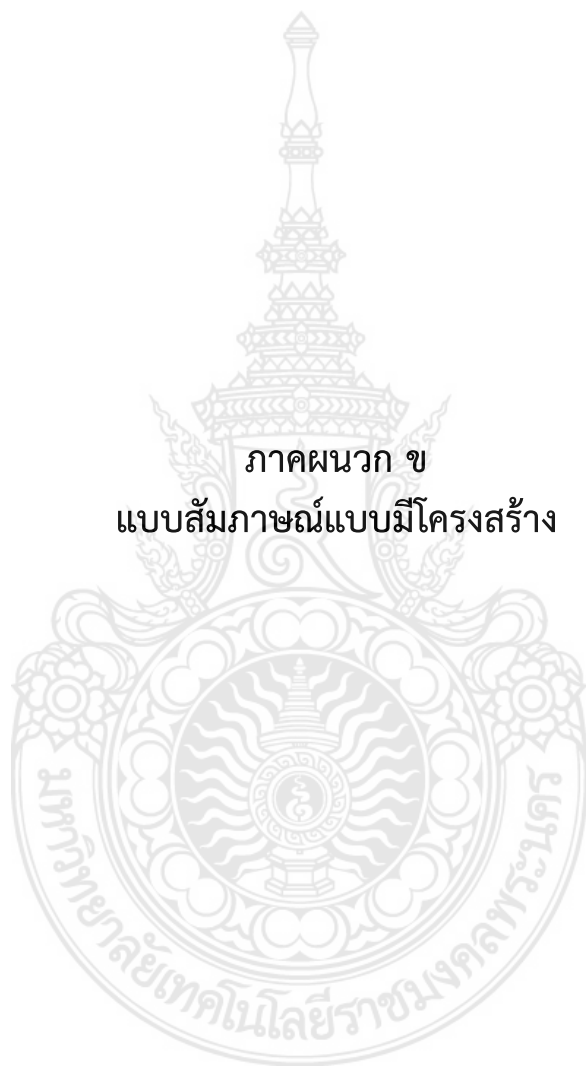 ภาคผนวก ข
แบบสัมภาษณ์แบบมีโครงสร้าง
มหาวิทยาลัยเทคโนโลยีราชมงคลพระนคร